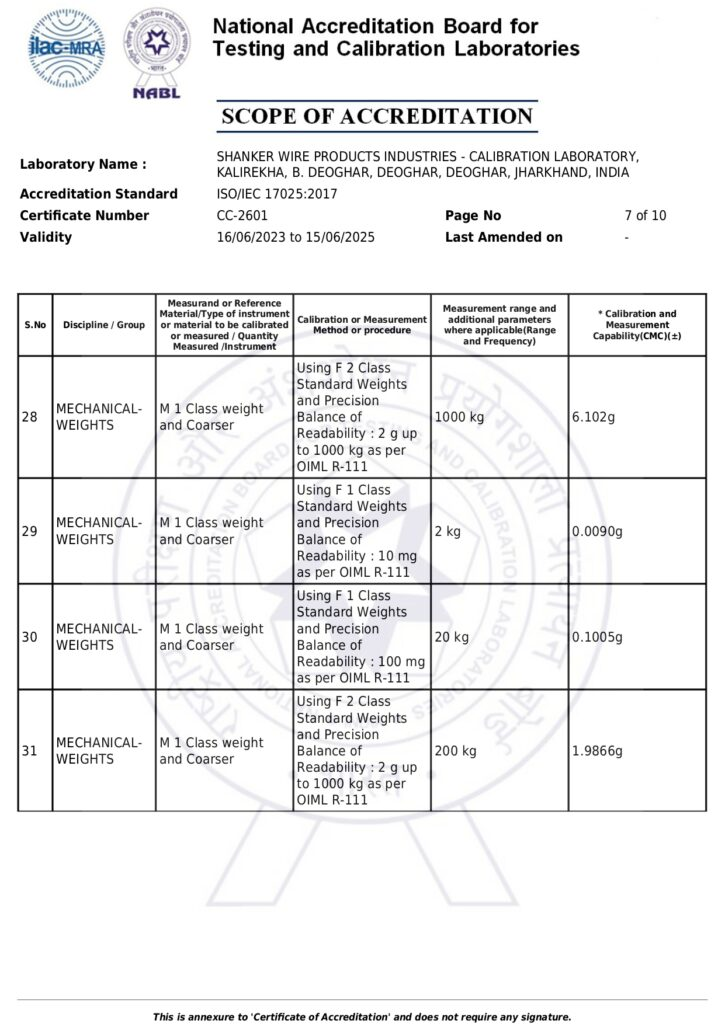 ilac-MRA
NABL
National Accreditation Board for
Testing and Calibration Laboratories
SCOPE OF ACCREDITATION
Laboratory Name :
SHANKER WIRE PRODUCTS INDUSTRIES - CALIBRATION LABORATORY,
KALIREKHA, B. DEOGHAR, DEOGHAR, DEOGHAR, JHARKHAND, INDIA
Accreditation Standard ISO/IEC 17025:2017
Certificate Number CC-2601 Page No 7 of 10
Validity 16/06/2023 to 15/06/2025 Last Amended on -
S.No
Discipline / Group
Measurand or Reference
Material/Type of instrument
or material to be calibrated
or measured / Quantity
Measured /Instrument
Calibration or Measurement
Method or procedure
Measurement range and
additional parameters
where applicable(Range
and Frequency)
* Calibration and
Measurement
Capability(CMC)(±)
28
MECHANICAL-
WEIGHTS
M 1 Class weight
and Coarser
Using F 2 Class
Standard Weights
and Precision
Balance of
Readability : 2 g up
to 1000 kg as per
OIML R-111
1000 kg
6.102g
29
MECHANICAL-
WEIGHTS
M 1 Class weight
and Coarser
Using F 1 Class
Standard Weights
and Precision
Balance of
Readability : 10 mg
as per OIML R-111
2 kg
0.0090g
30
MECHANICAL-
WEIGHTS
M 1 Class weight
and Coarser
Using F 1 Class
Standard Weights
and Precision
Balance of
Readability : 100 mg
as per OIML R-111
20 kg
0.1005g
31
MECHANICAL-
WEIGHTS
M 1 Class weight
and Coarser
Using F 2 Class
Standard Weights
and Precision
Balance of
Readability : 2 g up
to 1000 kg as per
OIML R-111
200 kg
1.9866g
This is annexure to 'Certificate of Accreditation' and does not require any signature.